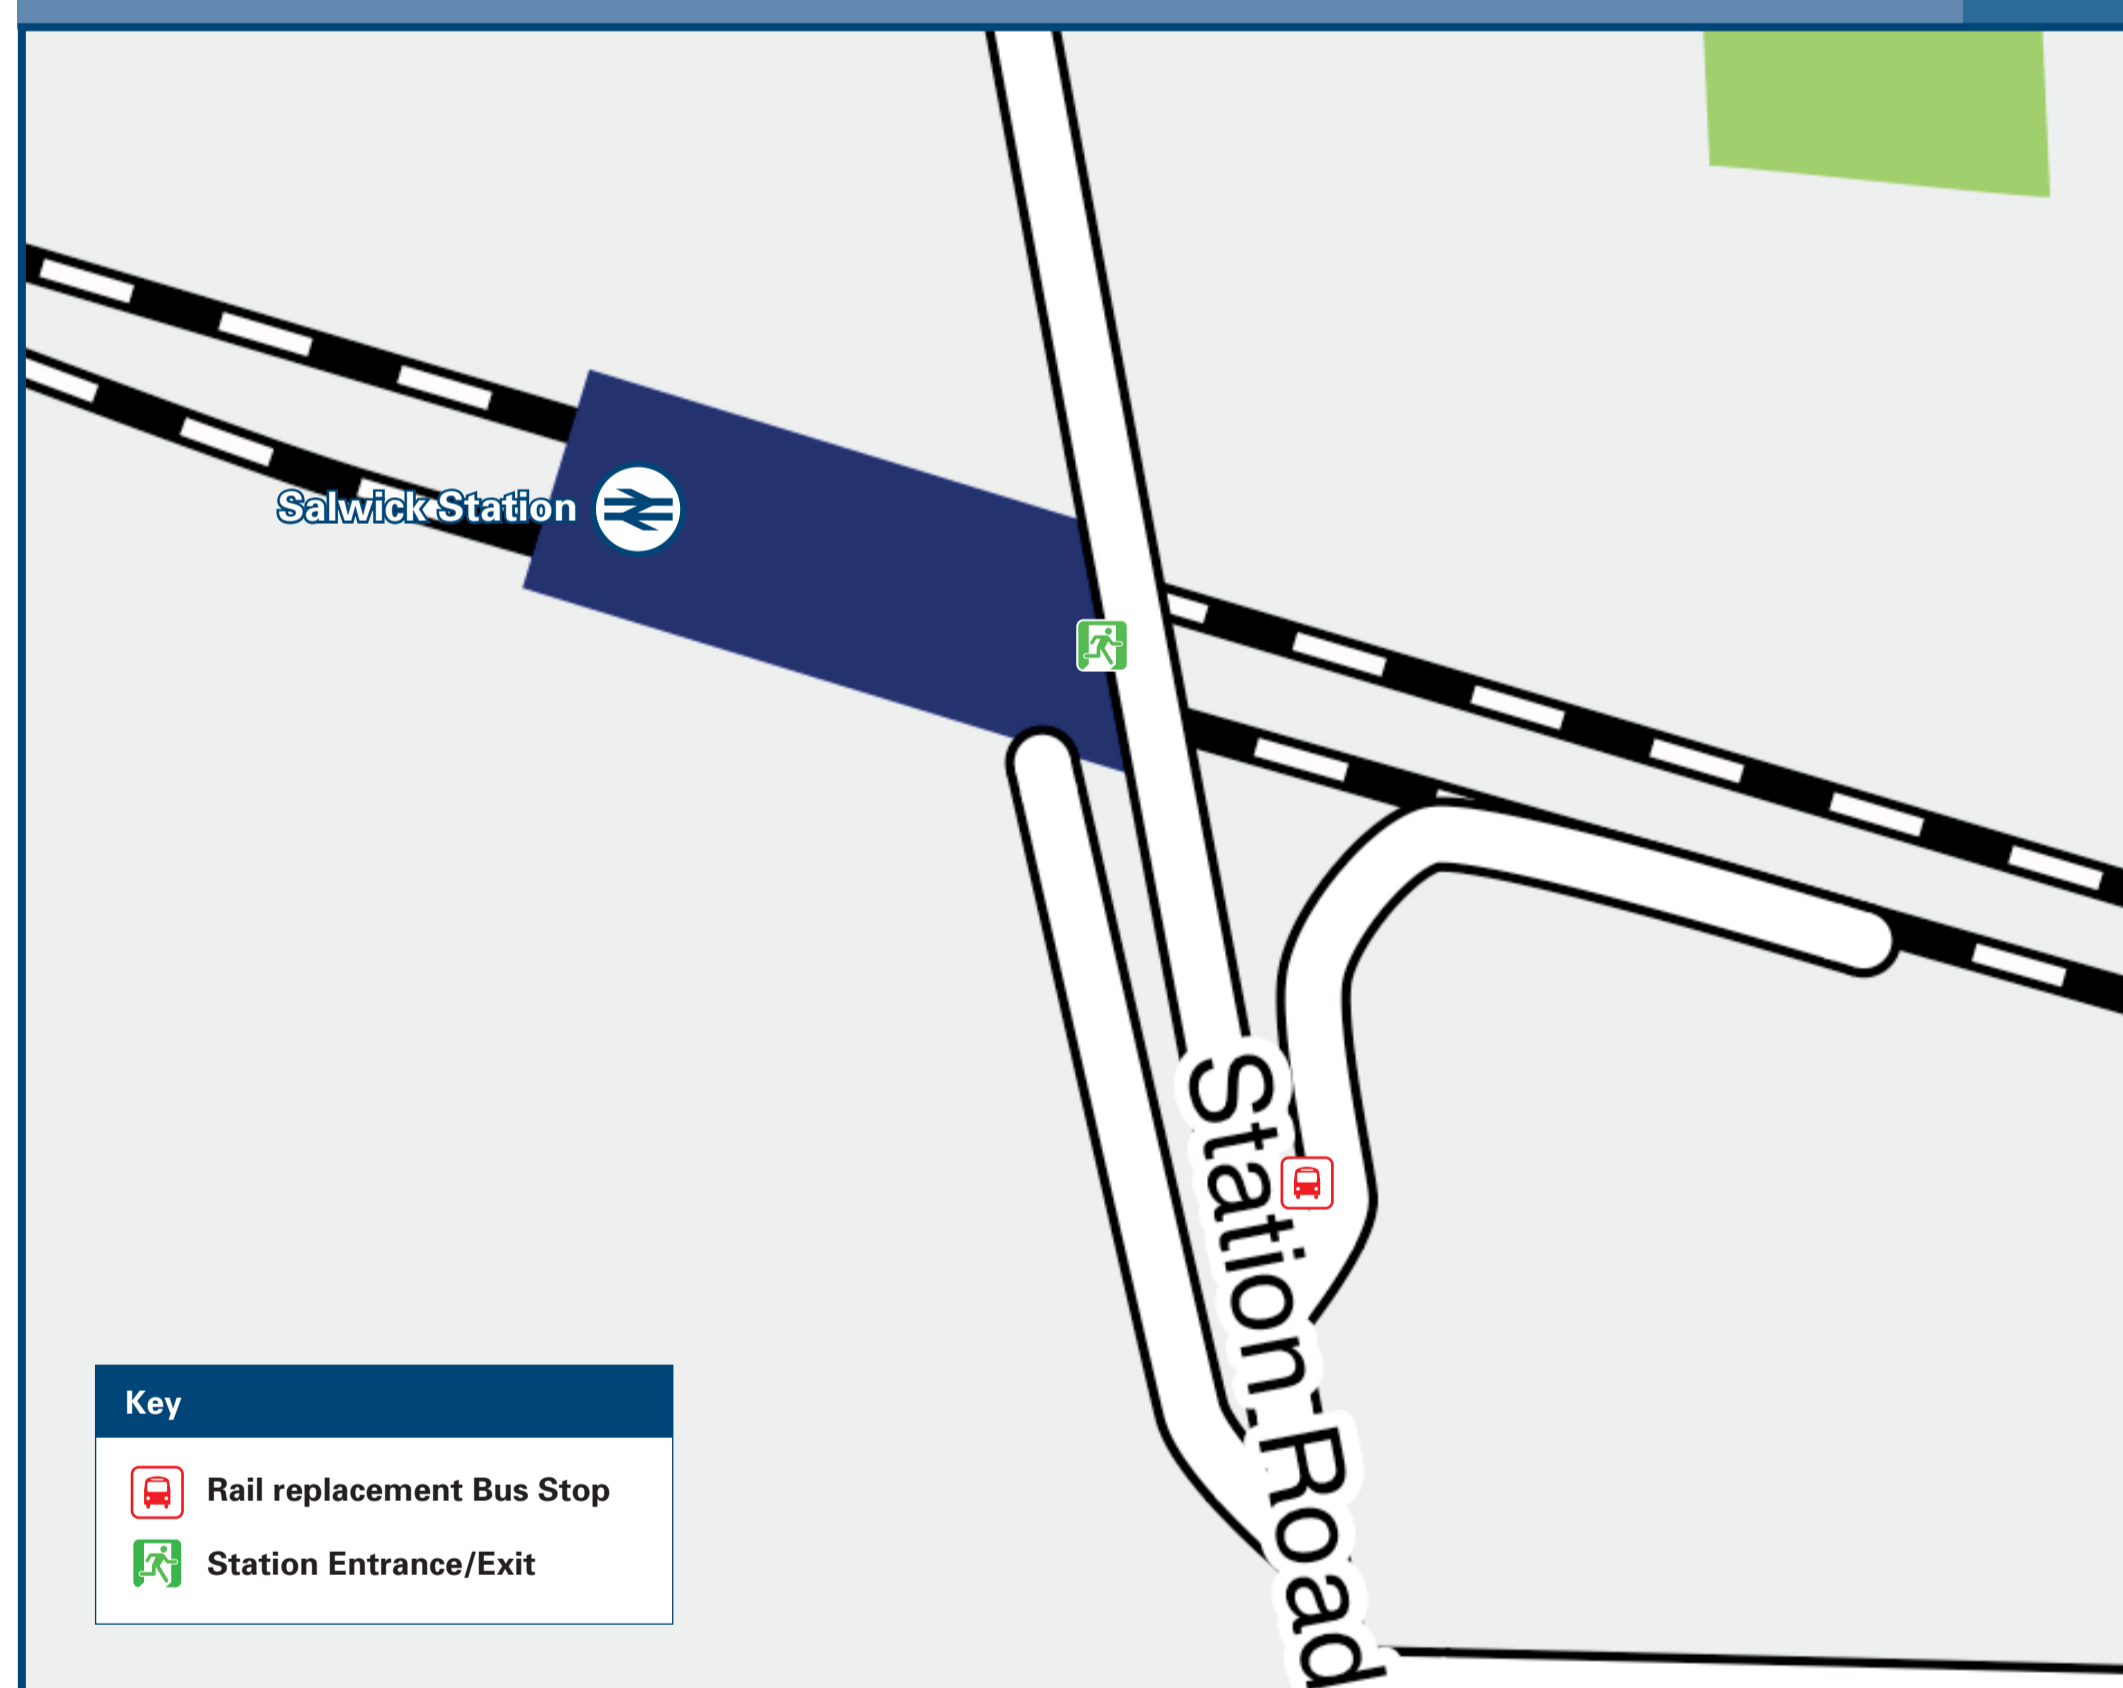 Salwick Station
Station Road
Key
Rail replacement Bus Stop
Station Entrance/Exit